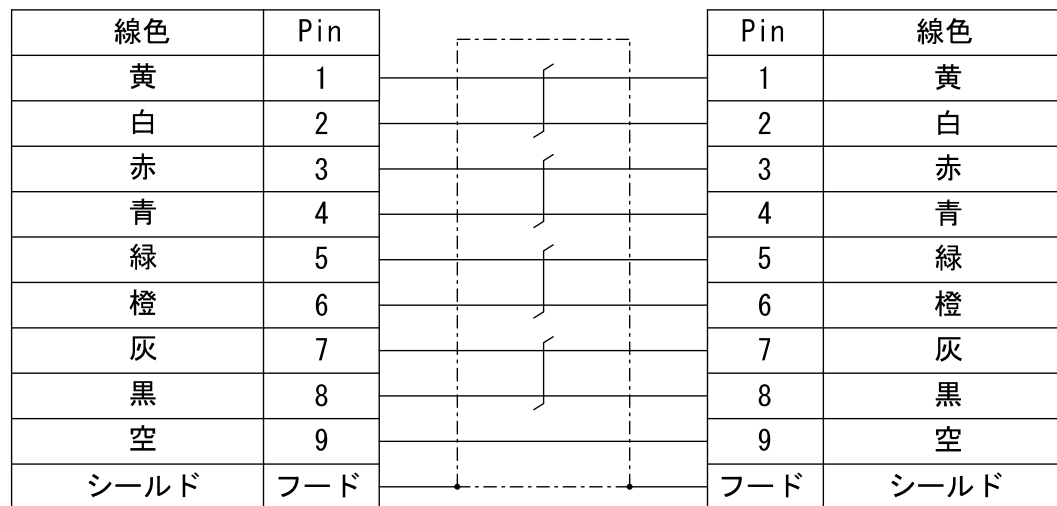 線色 Pin Pin 線色
黄 1 1 黄
白 2 2 白
赤 3 3 赤
青 4 4 青
緑 5 5 緑
橙 6 6 橙
灰 7 7 灰
黒 8 8 黒
空 9 9 空
シールド フード フード シールド